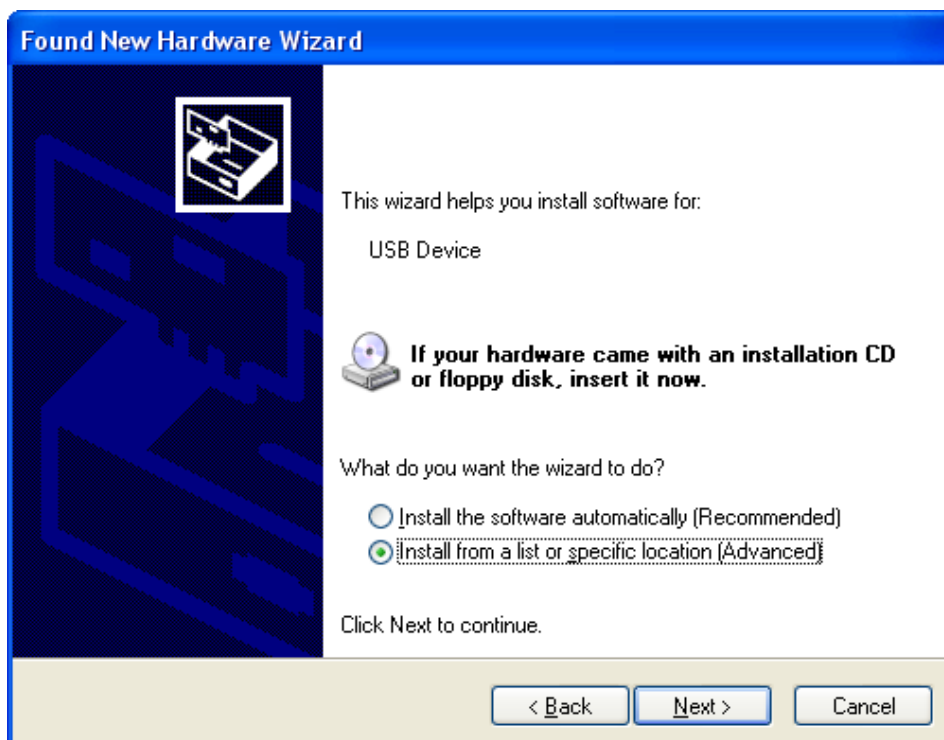 Found New Hardware Wizard
This wizard helps you install software for:
USB Device
If your hardware came with an installation CD
or floppy disk, insert it now.
What do you want the wizard to do?
Install the software automatically (Recommended)
Install from a list or specific location (Advanced)
Click Next to continue.
< Back
Next >
Cancel